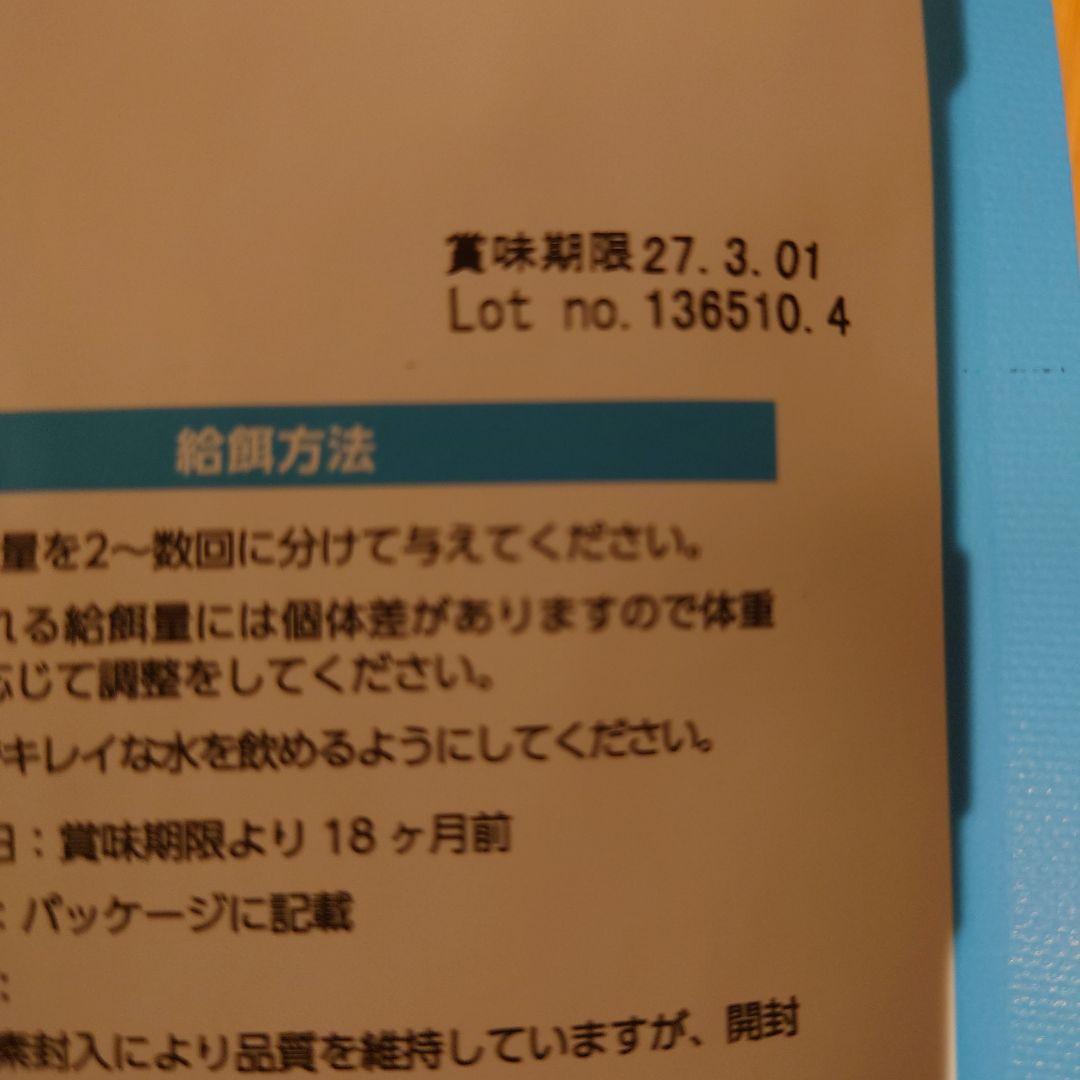 賞味期限27.3.01
Lot no.136510.4
給餌方法
量を2〜数回に分けて与えてください。
れる給餌量には個体差がありますので体重
応じて調整をしてください。
キレイな水を飲めるようにしてください。
日：賞味期限より 18 ヶ月前
：パッケージに記載
：
素封入により品質を維持していますが、開封